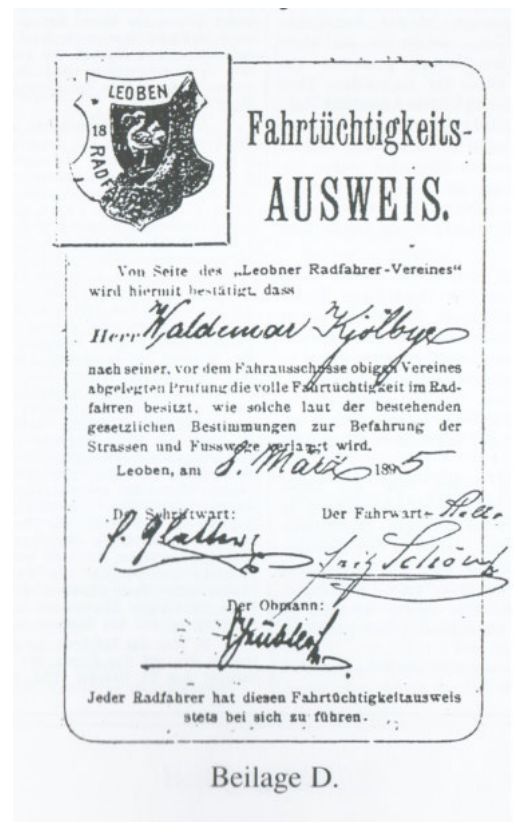 LEOBEN
18
RADF
Fahrtüchtigkeits-
AUSWEIS.
Von Seite des „Leobner Radfahrer-Vereines“
wird hiermit bestätigt, dass
Herr Waldemar Kjölbye
nach seiner, vor dem Fahrausschusse obigen Vereines
abgelegten Prüfung die volle Fahrtüchtigkeit im Rad-
fahren besitzt, wie solche laut der bestehenden
gesetzlichen Bestimmungen zur Befahrung der
Strassen und Fusswege verlangt wird.
Leoben, am 8. März 1895
Der Schriftwart: Der Fahrwart-
Fritz
Der Obmann:
Jeder Radfahrer hat diesen Fahrtüchtigkeitausweis
stets bei sich zu führen.
Beilage D.